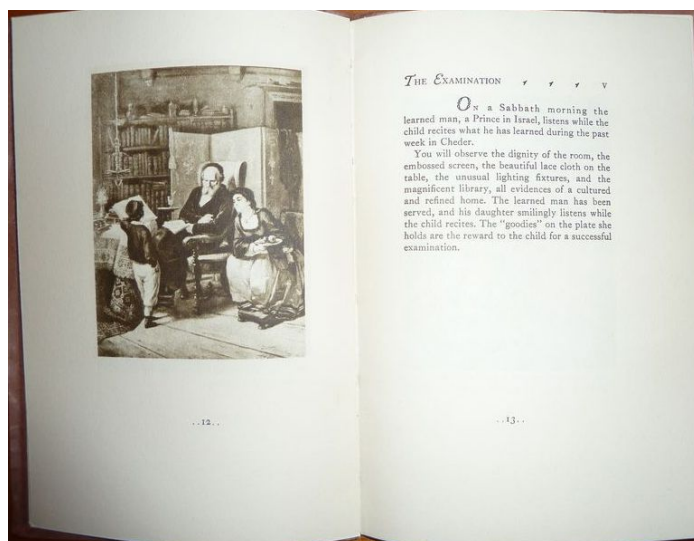 ..12..
THE EXAMINATION V
ON a Sabbath morning the
learned man, a Prince in Israel, listens while the
child recites what he has learned during the past
week in Cheder.
You will observe the dignity of the room, the
embossed screen, the beautiful lace cloth on the
table, the unusual lighting fixtures, and the
magnificent library, all evidences of a cultured
and refined home. The learned man has been
served, and his daughter smilingly listens while
the child recites. The "goodies" on the plate she
holds are the reward to the child for a successful
examination.
..13..